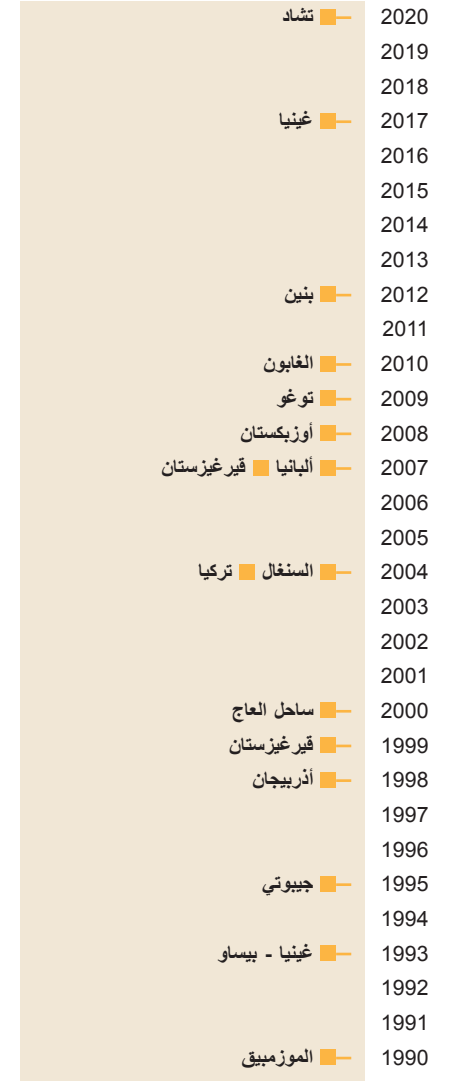 2020 تشاد
2019
2018
2017 غينيا
2016
2015
2014
2013
2012 بنين
2011
2010 الغابون
2009 توغو
2008 أوزبكستان
2007 ألبانيا قيرغيزستان
2006
2005
2004 السنغال تركيا
2003
2002
2001
2000 ساحل العاج
1999 قيرغيزستان
1998 أذربيجان
1997
1996
1995 جيبوتي
1994
1993 غينيا - بيساو
1992
1991
1990 الموزمبيق